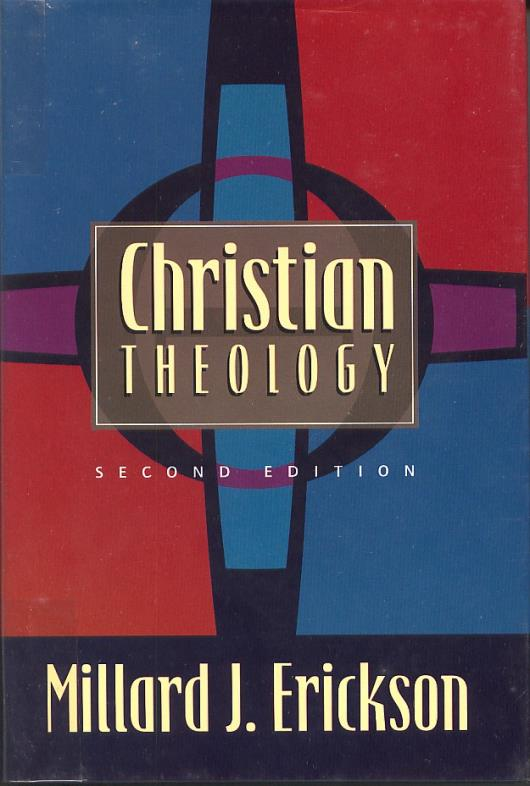 Christian
THEOLOGY
SECOND EDITION
Millard J. Erickson